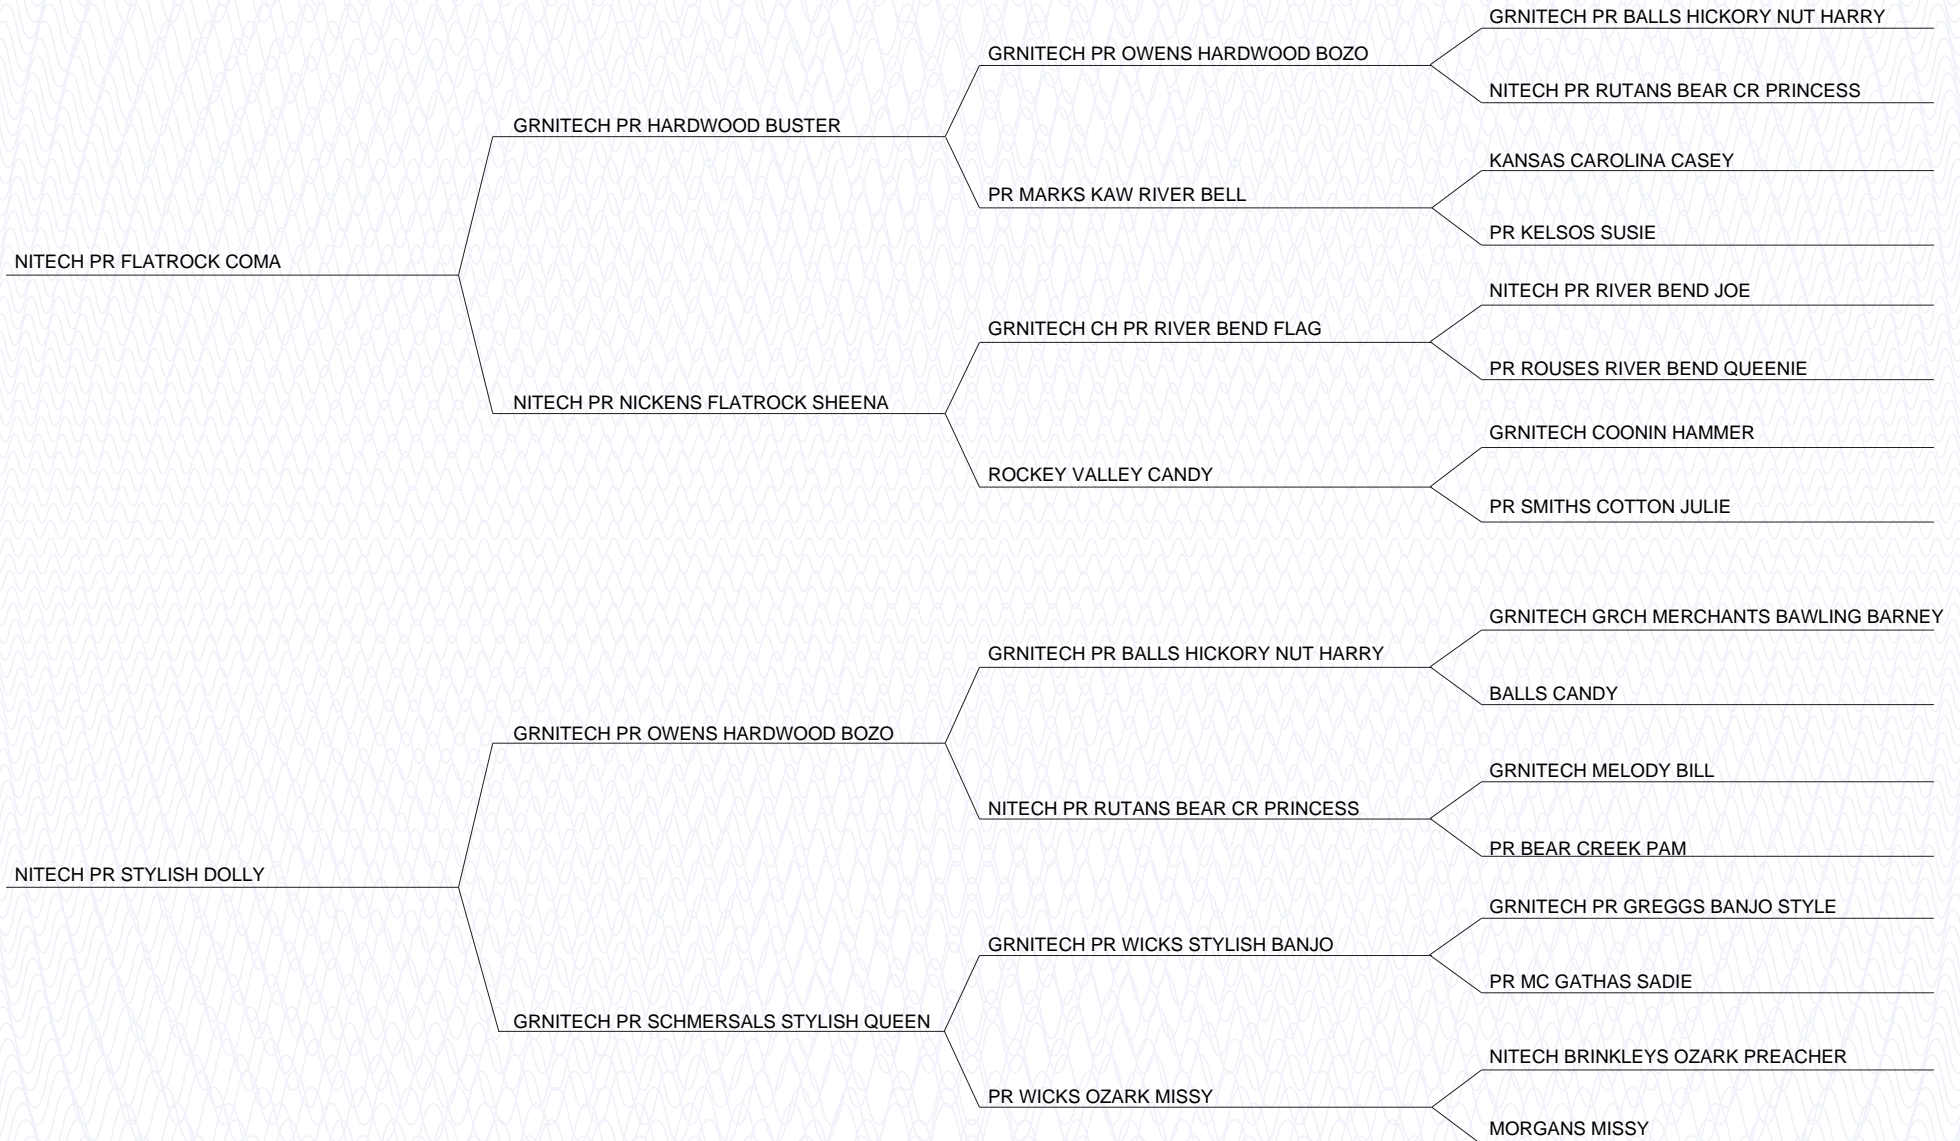 GRNITECH PR BALLS HICKORY NUT HARRY
GRNITECH PR OWENS HARDWOOD BOZO
NITECH PR RUTANS BEAR CR PRINCESS
GRNITECH PR HARDWOOD BUSTER
KANSAS CAROLINA CASEY
PR MARKS KAW RIVER BELL
PR KELSOS SUSIE
NITECH PR FLATROCK COMA
NITECH PR RIVER BEND JOE
GRNITECH CH PR RIVER BEND FLAG
PR ROUSES RIVER BEND QUEENIE
NITECH PR NICKENS FLATROCK SHEENA
GRNITECH COONIN HAMMER
ROCKEY VALLEY CANDY
PR SMITHS COTTON JULIE
GRNITECH GRCH MERCHANTS BAWLING BARNEY
GRNITECH PR BALLS HICKORY NUT HARRY
BALLS CANDY
GRNITECH PR OWENS HARDWOOD BOZO
GRNITECH MELODY BILL
NITECH PR RUTANS BEAR CR PRINCESS
PR BEAR CREEK PAM
NITECH PR STYLISH DOLLY
GRNITECH PR GREGGS BANJO STYLE
GRNITECH PR WICKS STYLISH BANJO
PR MC GATHAS SADIE
GRNITECH PR SCHMERSALS STYLISH QUEEN
NITECH BRINKLEYS OZARK PREACHER
PR WICKS OZARK MISSY
MORGANS MISSY